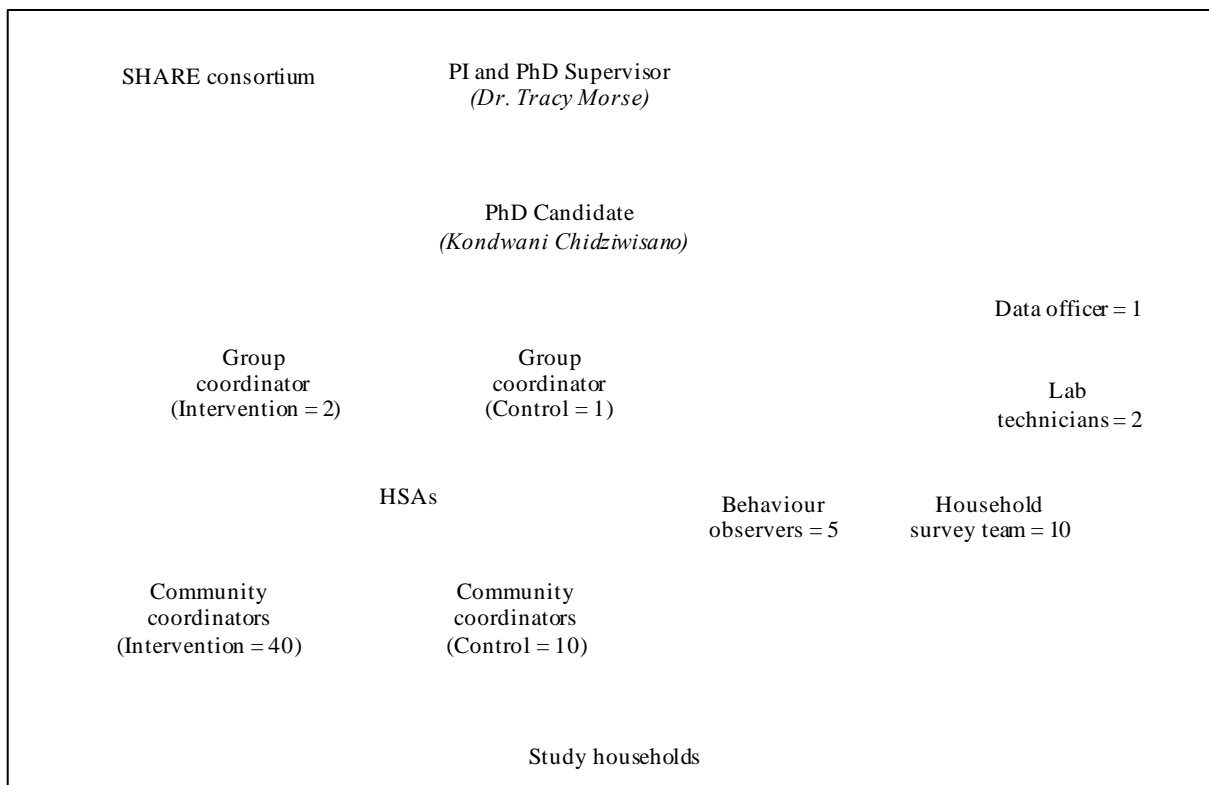 SHARE consortium
PI and PhD Supervisor
(Dr. Tracy Morse)
PhD Candidate
(Kondwani Chidziwisano)
Data officer = 1
Group
coordinator
(Intervention = 2)
Group
coordinator
(Control = 1)
Lab
technicians = 2
HSAs
Behaviour
observers = 5
Household
survey team = 10
Community
coordinators
(Intervention = 40)
Community
coordinators
(Control = 10)
Study households